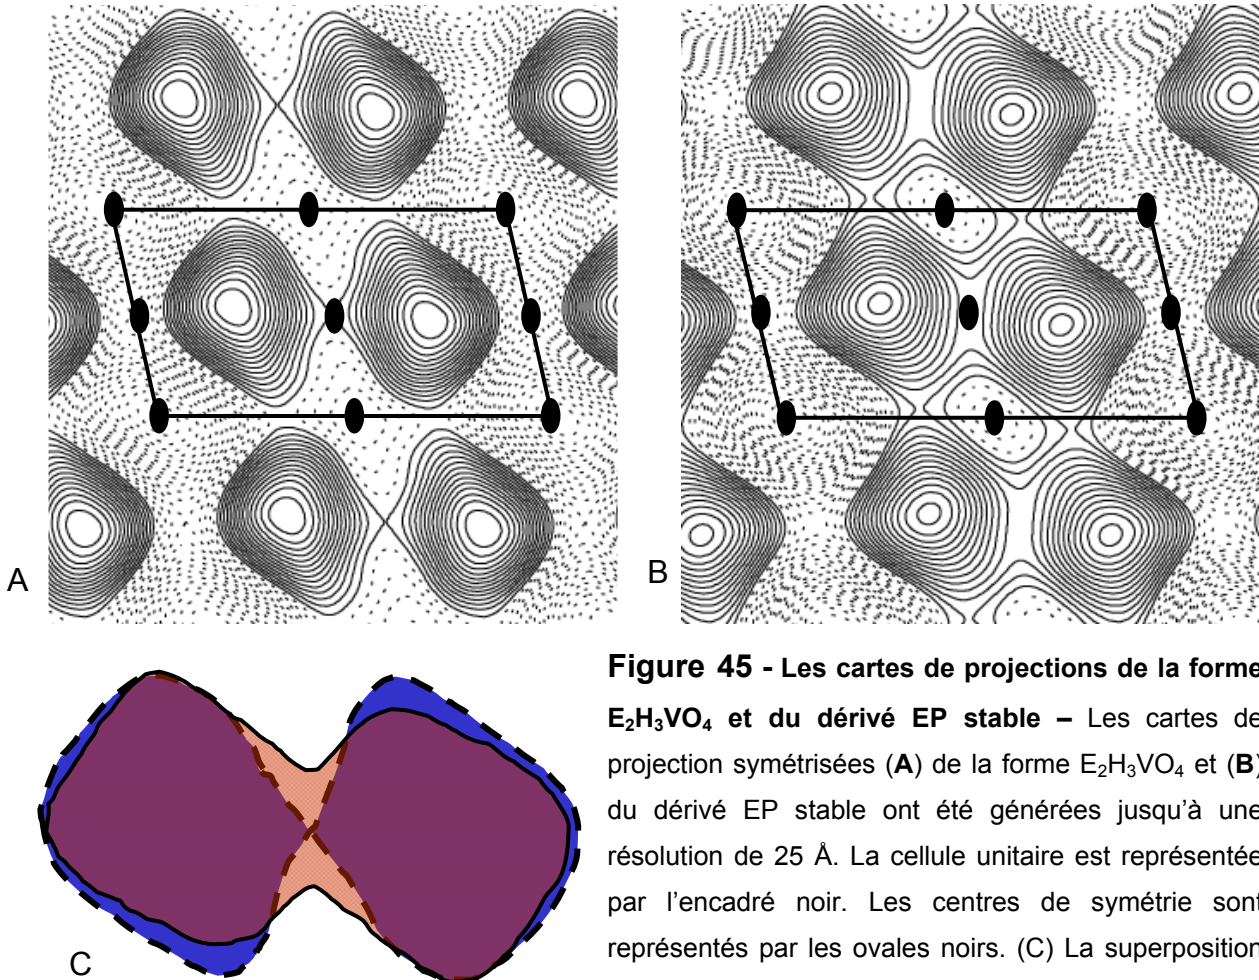 A
B
C
Figure 45 - Les cartes de projections de la forme
E₂H₃VO₄ et du dérivé EP stable – Les cartes de
projection symétrisées (A) de la forme E₂H₃VO₄ et (B)
du dérivé EP stable ont été générées jusqu'à une
résolution de 25 Å. La cellule unitaire est représentée
par l'encadré noir. Les centres de symétrie sont
représentés par les ovales noirs. (C) La superposition